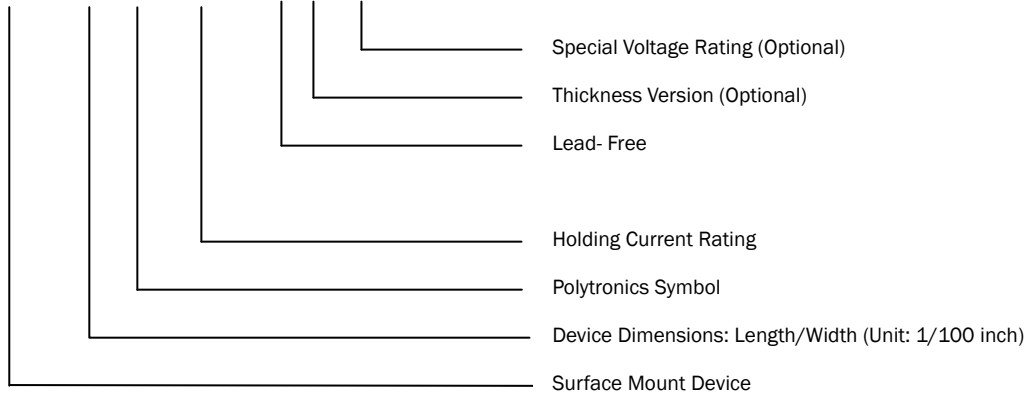 Special Voltage Rating (Optional)
Thickness Version (Optional)
Lead- Free
Holding Current Rating
Polytronics Symbol
Device Dimensions: Length/Width (Unit: 1/100 inch)
Surface Mount Device